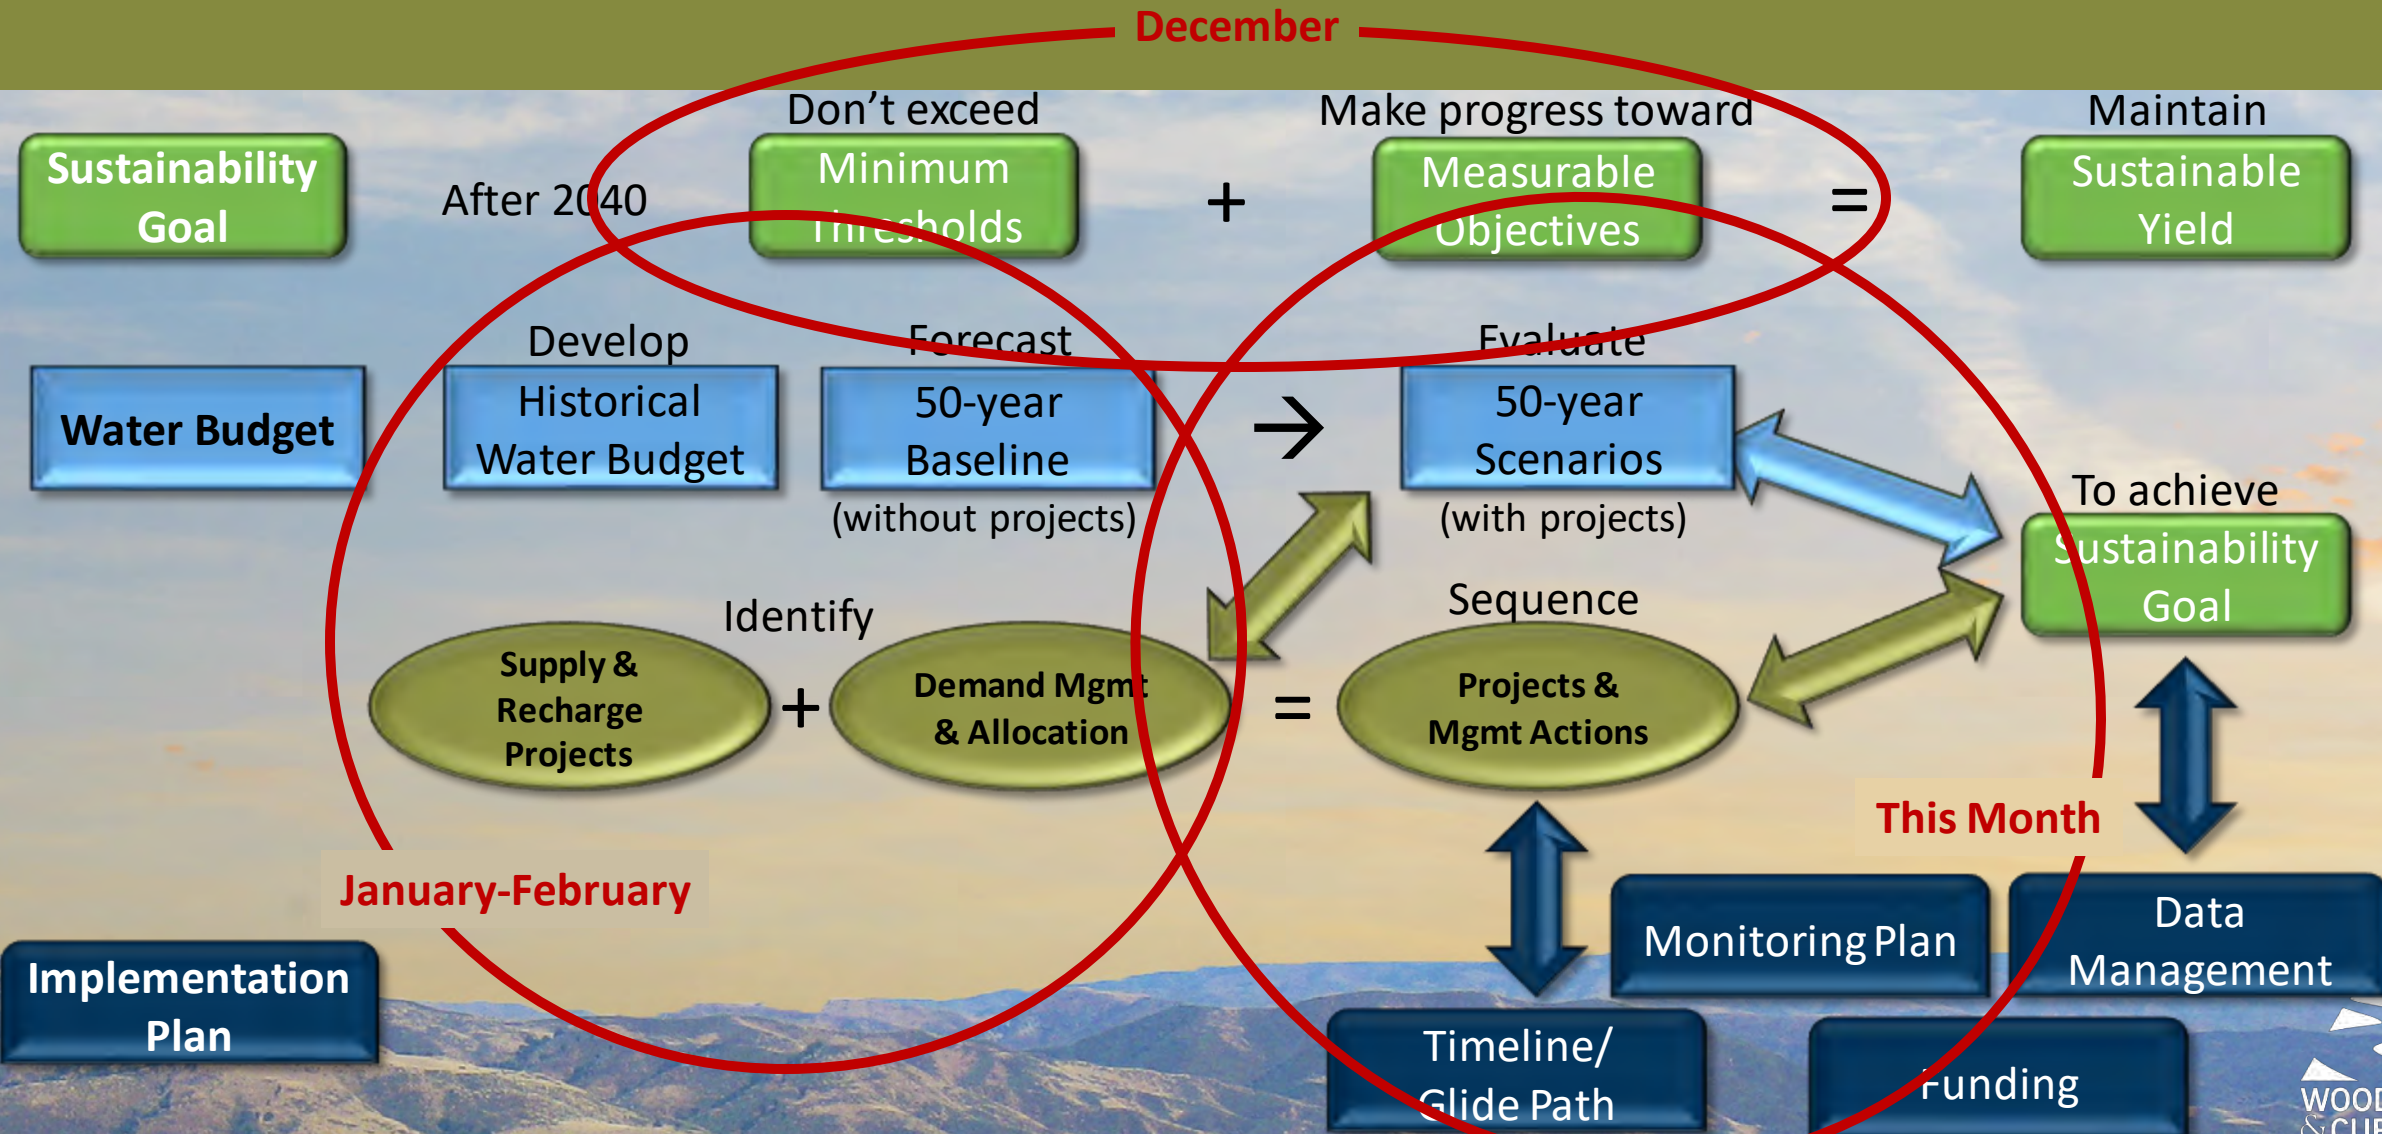 December
Don't exceed
Make progress toward
Maintain
Sustainability
Goal
After 2040
Minimum
Thresholds
+
Measurable
Objectives
=
Sustainable
Yield
Develop
Forecast
Evaluate
Water Budget
Historical
Water Budget
50-year
Baseline
(without projects)
→
50-year
Scenarios
(with projects)
To achieve
Sustainability
Goal
Identify
Sequence
Supply &
Recharge
Projects
+
Demand Mgmt
& Allocation
=
Projects &
Mgmt Actions
This Month
January-February
Implementation
Plan
Monitoring Plan
Data
Management
Timeline/
Glide Path
Funding